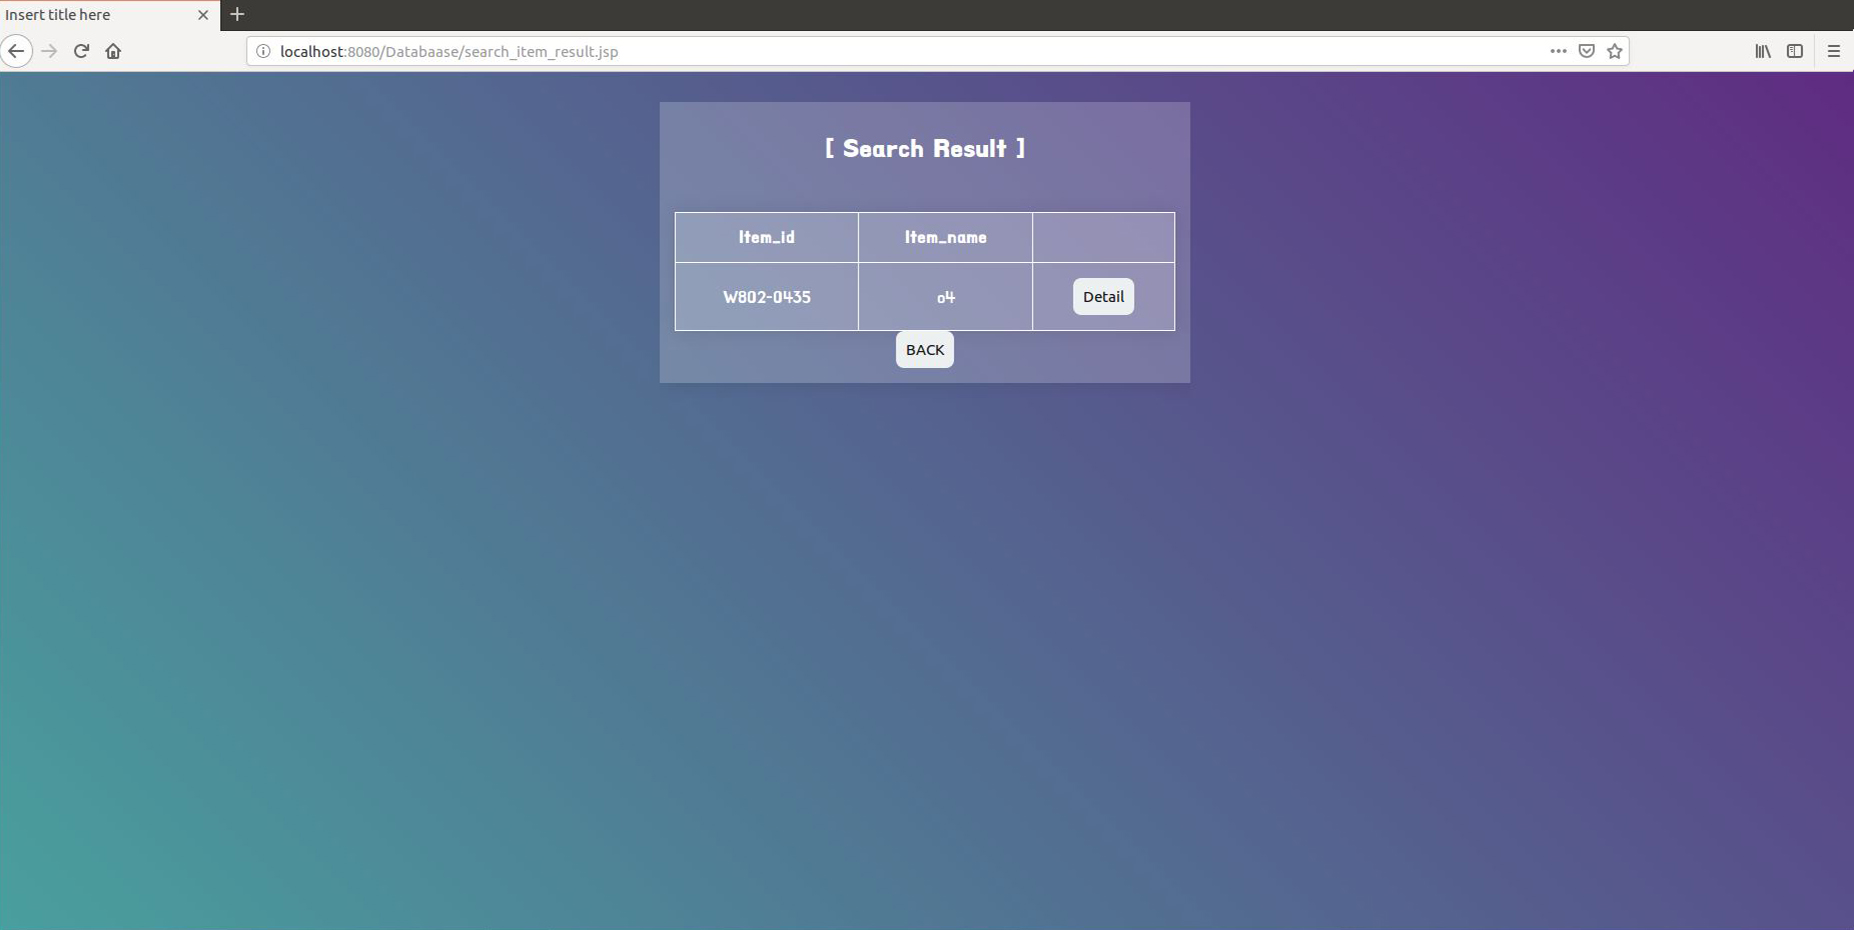 Insert title here
localhost:8080/Databaase/search_item_result.jsp
[ Search Result ]
Item_id Item_name
W802-0435 o4 Detail
BACK